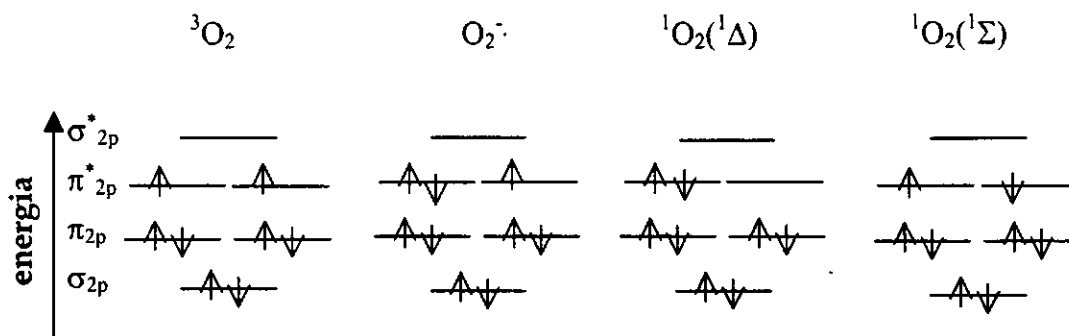 ³O₂ O₂⁻· ¹O₂(¹Δ) ¹O₂(¹Σ)
σ*₂ₚ
π*₂ₚ
π₂ₚ
σ₂ₚ
energia